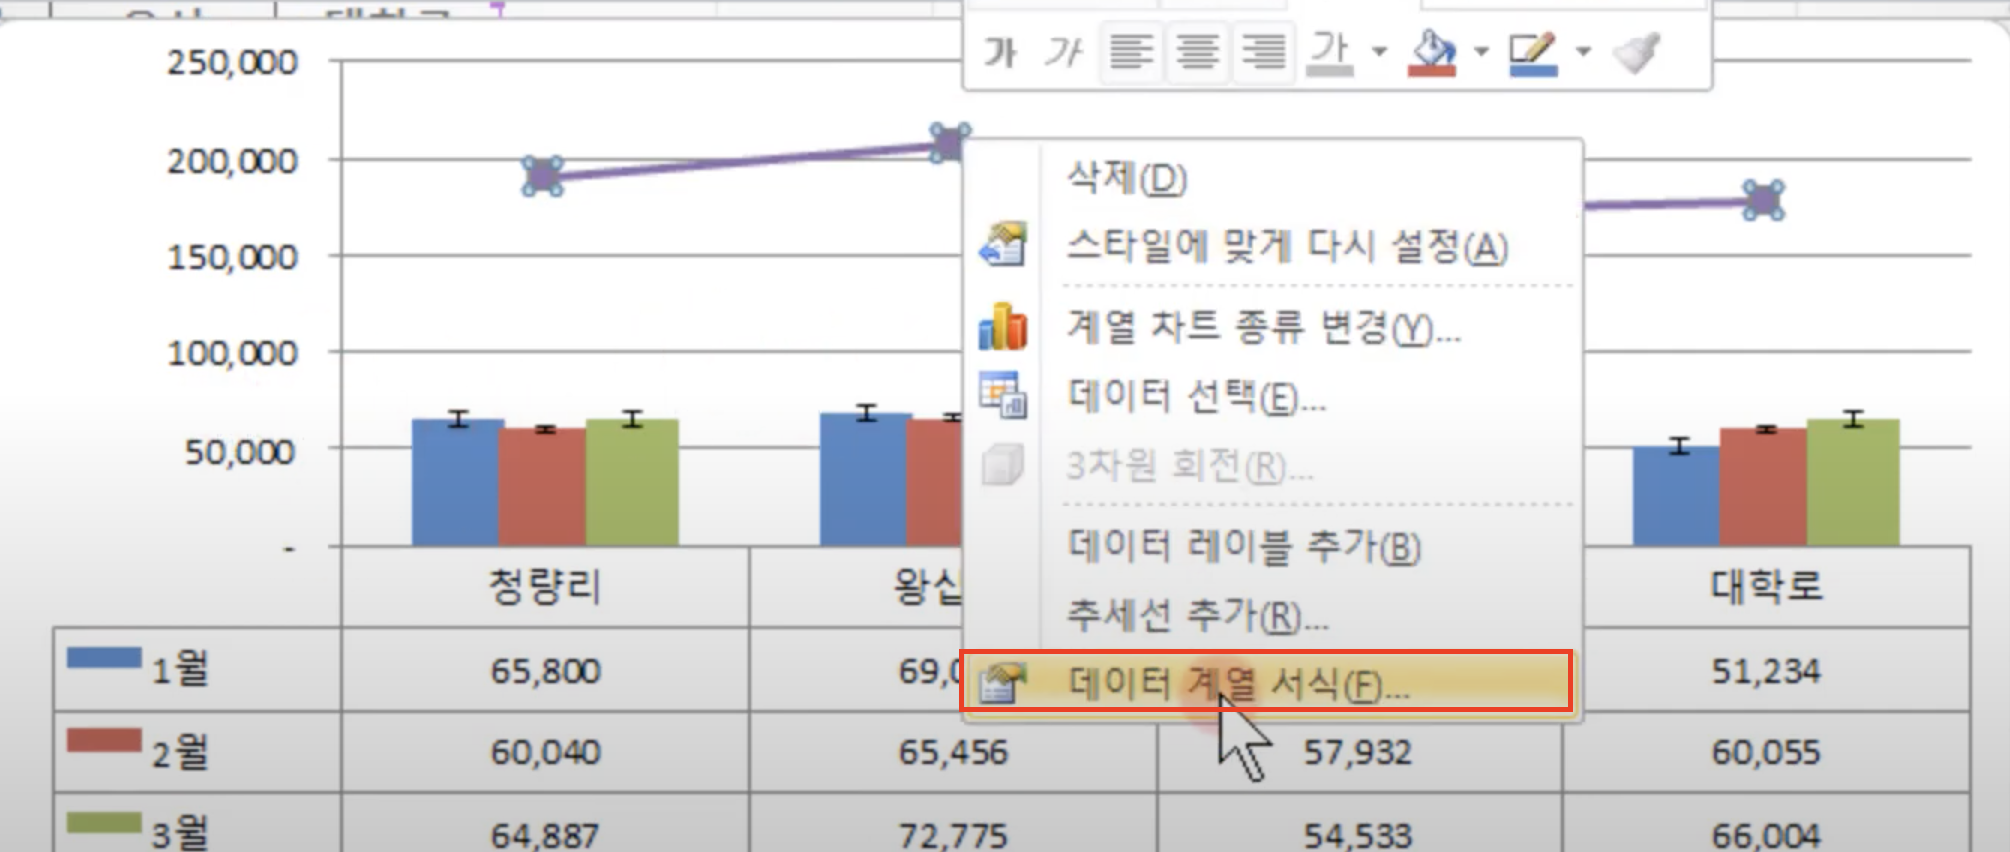 가 가 가
250,000
200,000
150,000
100,000
50,000
-
삭제(D)
스타일에 맞게 다시 설정(A)
계열 차트 종류 변경(Y)...
데이터 선택(E)...
3차원 회전(R)...
데이터 레이블 추가(B)
추세선 추가(R)...
데이터 계열 서식(F)...
청량리 왕십 대학로
1월 65,800 69,0 51,234
2월 60,040 65,456 57,932 60,055
3월 64,887 72,775 54,533 66,004